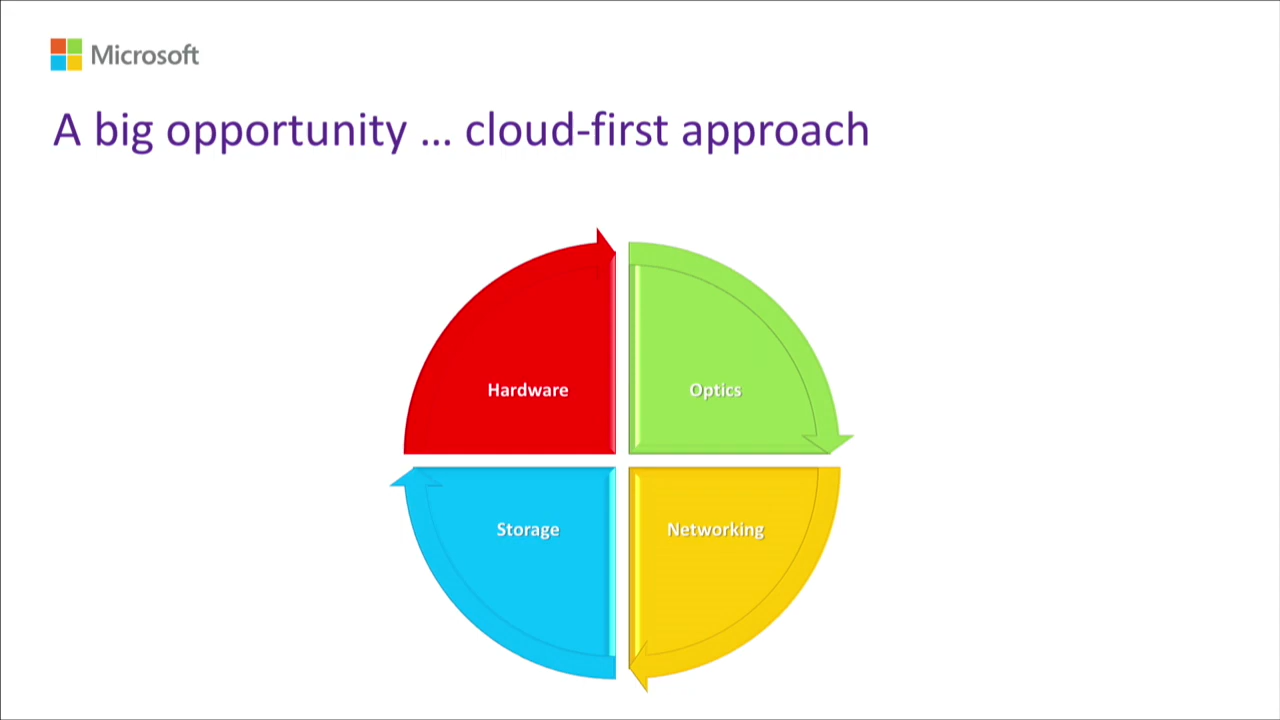 Microsoft
A big opportunity ... cloud-first approach
Hardware
Optics
Storage
Networking